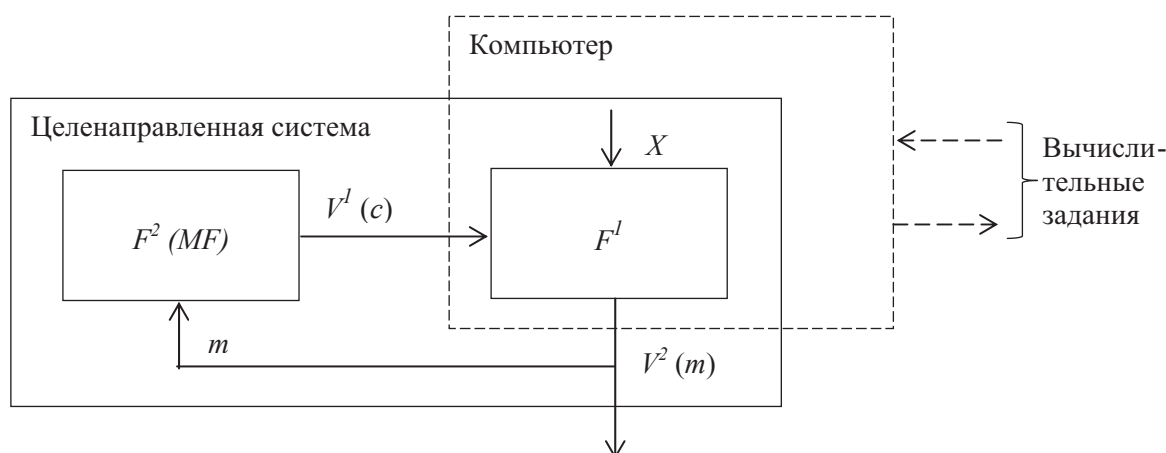 Компьютер
Целенаправленная система
X
Вычисли-
тельные
задания
V¹ (c)
F² (MF)
F¹
m
V² (m)